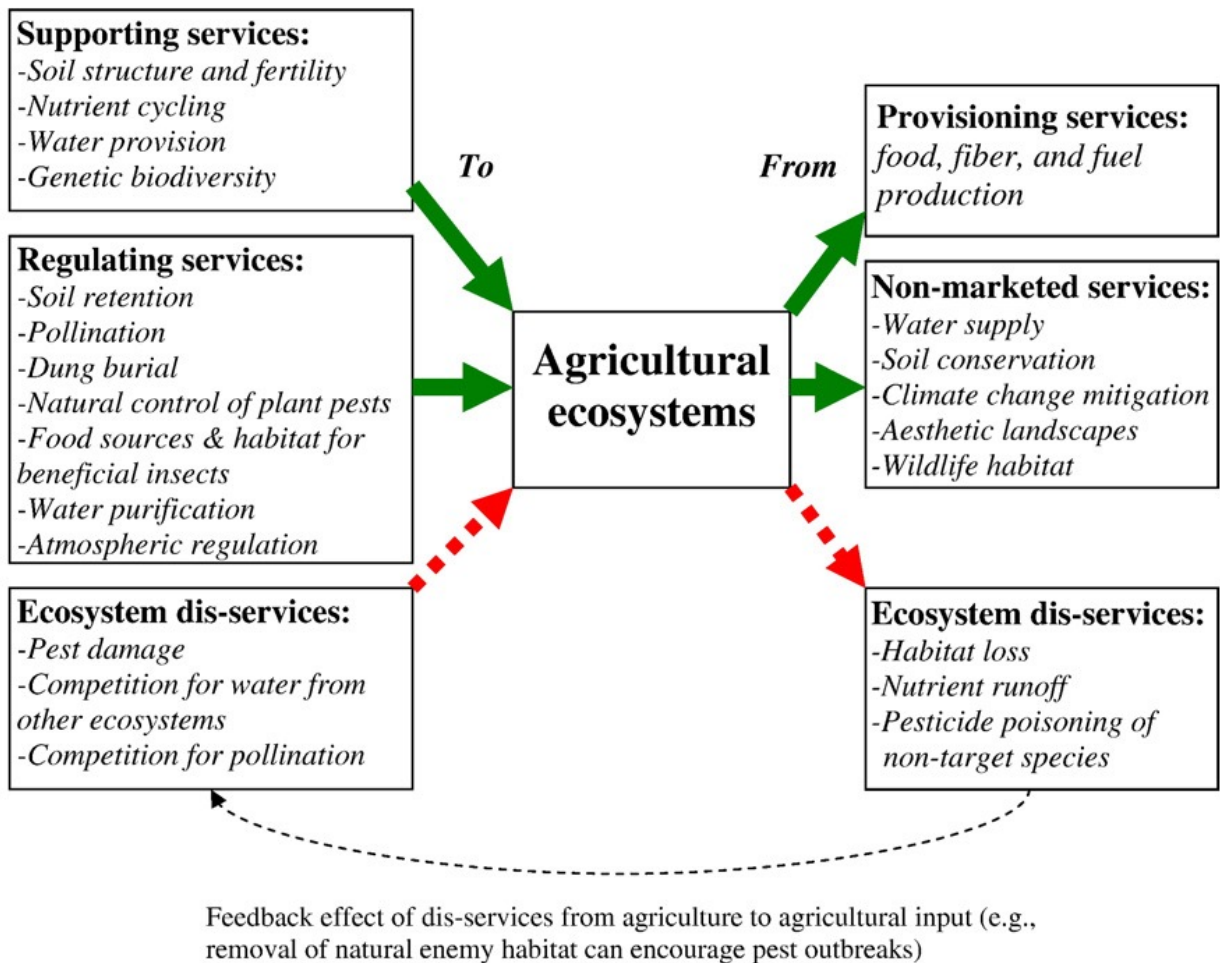 Supporting services:
-Soil structure and fertility
-Nutrient cycling
-Water provision
-Genetic biodiversity
To
Regulating services:
-Soil retention
-Pollination
-Dung burial
-Natural control of plant pests
-Food sources & habitat for
beneficial insects
-Water purification
-Atmospheric regulation
Ecosystem dis-services:
-Pest damage
-Competition for water from
other ecosystems
-Competition for pollination
Agricultural
ecosystems
From
Provisioning services:
food, fiber, and fuel
production
Non-marketed services:
-Water supply
-Soil conservation
-Climate change mitigation
-Aesthetic landscapes
-Wildlife habitat
Ecosystem dis-services:
-Habitat loss
-Nutrient runoff
-Pesticide poisoning of
non-target species
Feedback effect of dis-services from agriculture to agricultural input (e.g.,
removal of natural enemy habitat can encourage pest outbreaks)